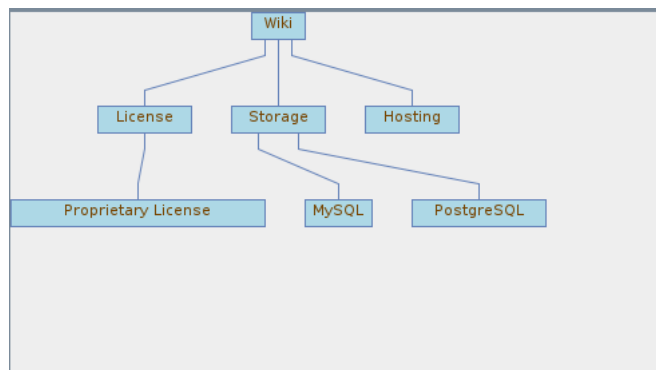 Wiki
License
Storage
Hosting
Proprietary License
MySQL
PostgreSQL